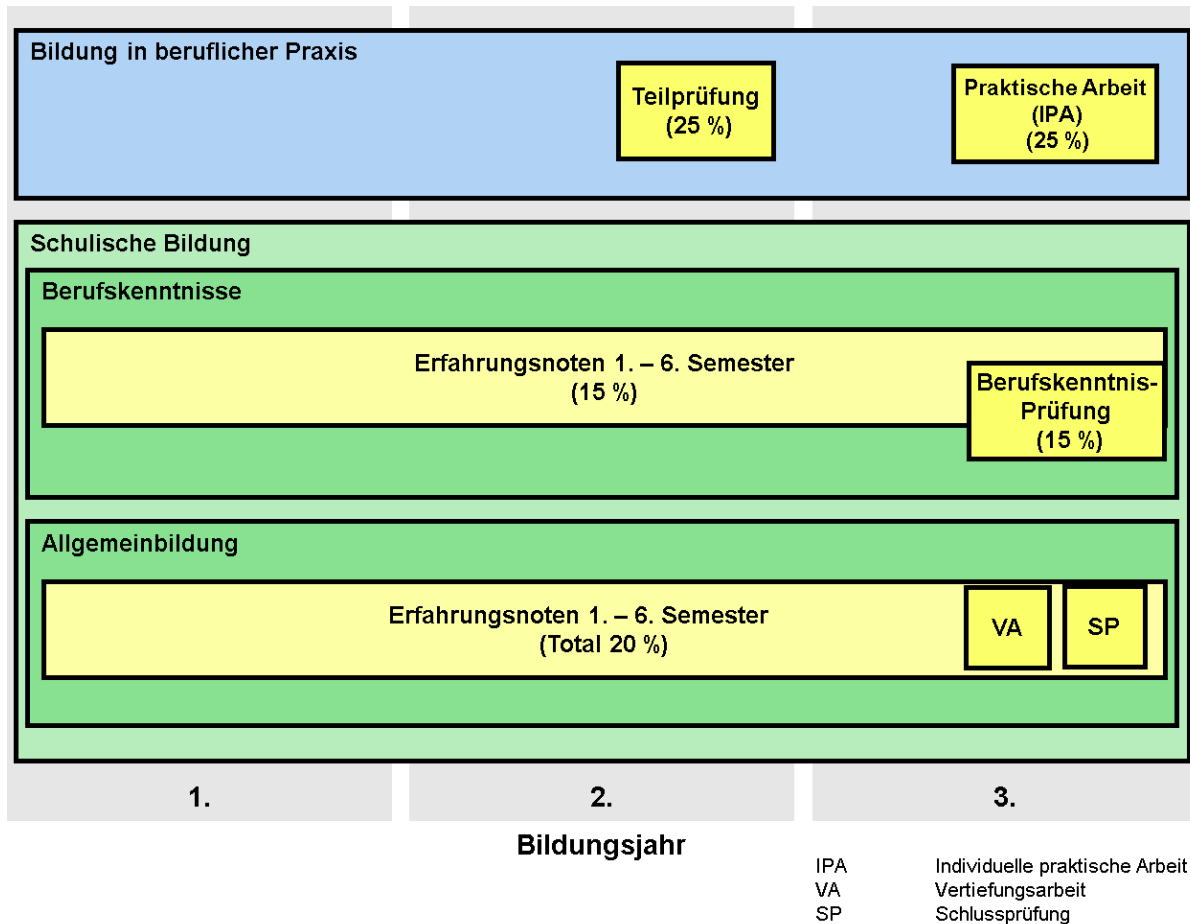 Bildung in beruflicher Praxis
Teilprüfung
(25 %)
Praktische Arbeit
(IPA)
(25 %)
Schulische Bildung
Berufskenntnisse
Erfahrungsnoten 1. – 6. Semester
(15 %)
Berufskenntnis-
Prüfung
(15 %)
Allgemeinbildung
Erfahrungsnoten 1. – 6. Semester
(Total 20 %)
VA
SP
1.
2.
3.
Bildungsjahr
IPA Individuelle praktische Arbeit
VA Vertiefungsarbeit
SP Schlussprüfung